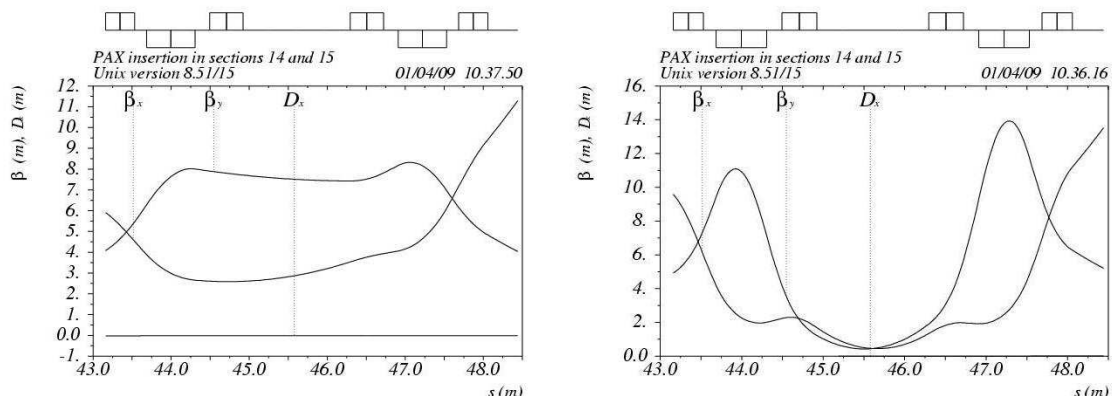 PAX insertion in sections 14 and 15
Unix version 8.51/15 01/04/09 10.37.50
βx βy Dx
β (m), D (m)
12.
11.
10.
9.
8.
7.
6.
5.
4.
3.
2.
1.
0.0
-1.
43.0 44.0 45.0 46.0 47.0 48.0
s (m)
PAX insertion in sections 14 and 15
Unix version 8.51/15 01/04/09 10.36.16
βx βy Dx
β (m), D (m)
16.
14.
12.
10.
8.
6.
4.
2.
0.0
43.0 44.0 45.0 46.0 47.0 48.0
s (m)